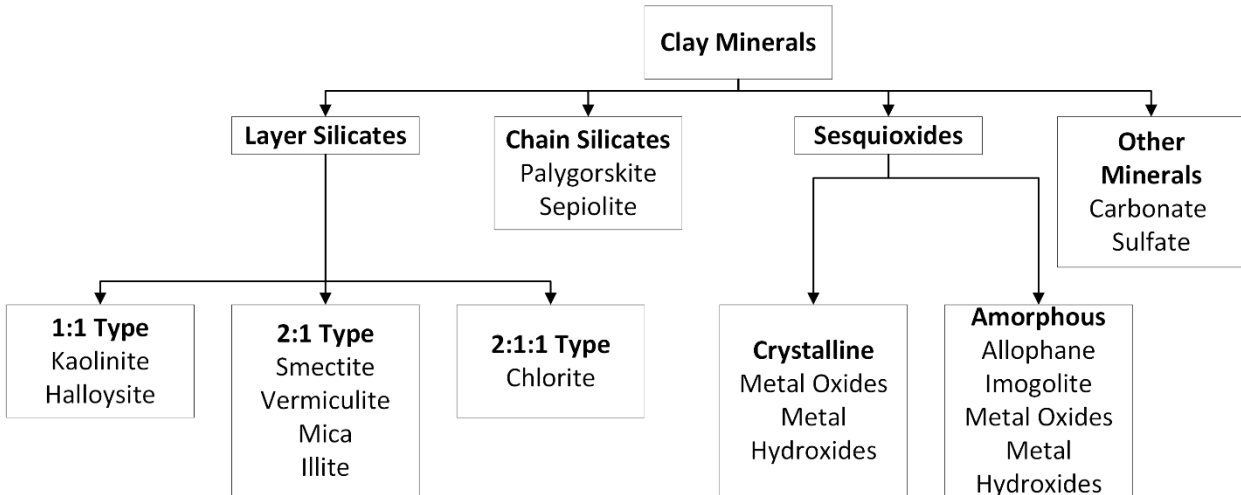 Clay Minerals
Layer Silicates
Chain Silicates
Palygorskite
Sepiolite
Sesquioxides
Other
Minerals
Carbonate
Sulfate
1:1 Type
Kaolinite
Halloysite
2:1 Type
Smectite
Vermiculite
Mica
Illite
2:1:1 Type
Chlorite
Crystalline
Metal Oxides
Metal
Hydroxides
Amorphous
Allophane
Imogolite
Metal Oxides
Metal
Hydroxides